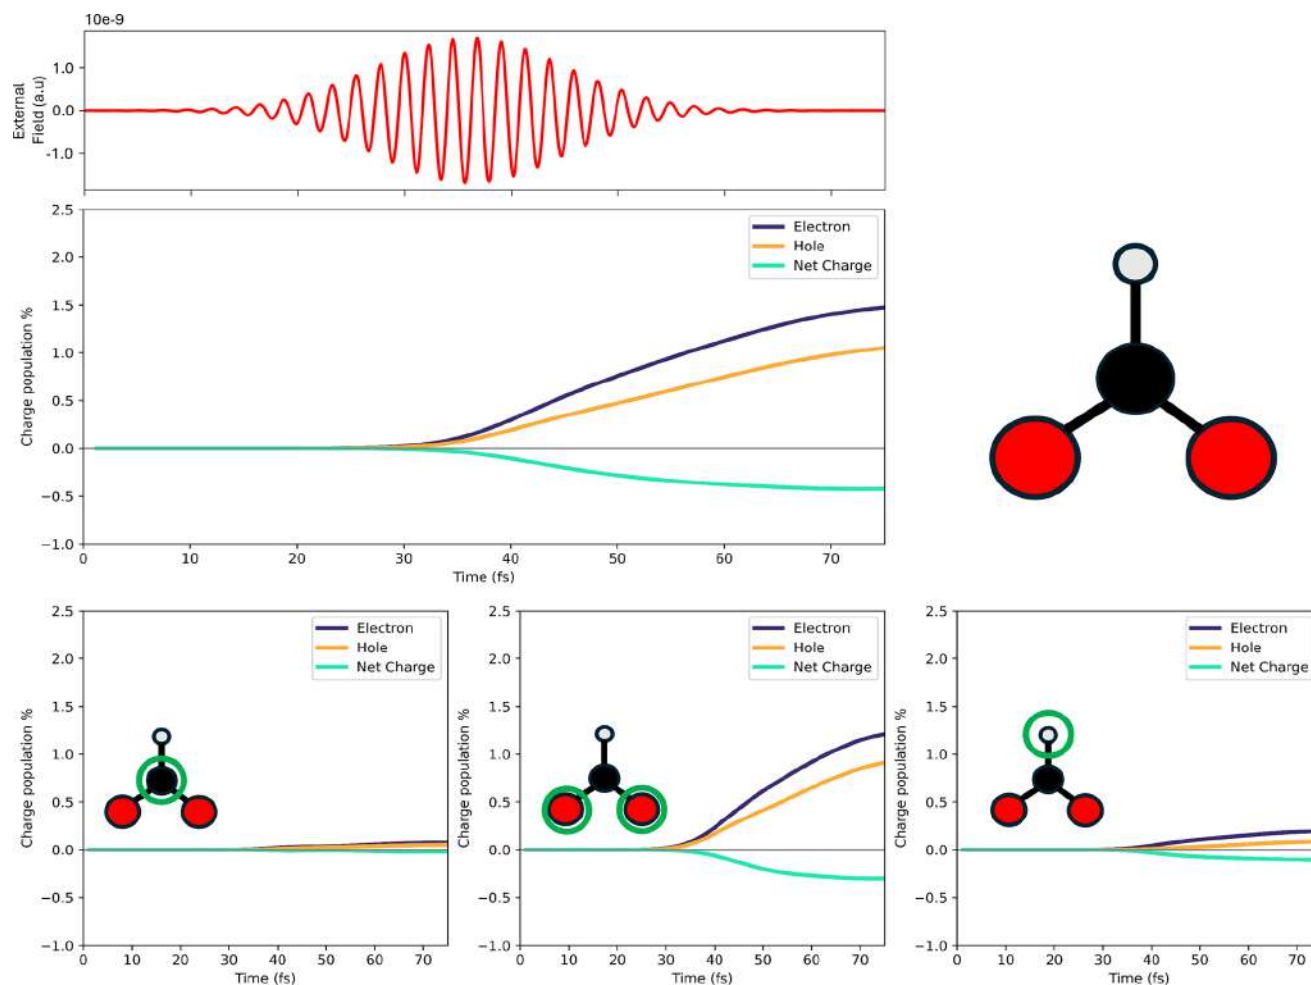 10e-9
External
Field (a.u)
1.0
0.0
-1.0
Charge population %
2.5
2.0
1.5
1.0
0.5
0.0
−0.5
−1.0
Electron
Hole
Net Charge
0 10 20 30 40 50 60 70
Time (fs)
Charge population %
2.5
2.0
1.5
1.0
0.5
0.0
−0.5
−1.0
Electron
Hole
Net Charge
0 10 20 30 40 50 60 70
Time (fs)
Charge population %
2.5
2.0
1.5
1.0
0.5
0.0
−0.5
−1.0
Electron
Hole
Net Charge
0 10 20 30 40 50 60 70
Time (fs)
Charge population %
2.5
2.0
1.5
1.0
0.5
0.0
−0.5
−1.0
Electron
Hole
Net Charge
0 10 20 30 40 50 60 70
Time (fs)